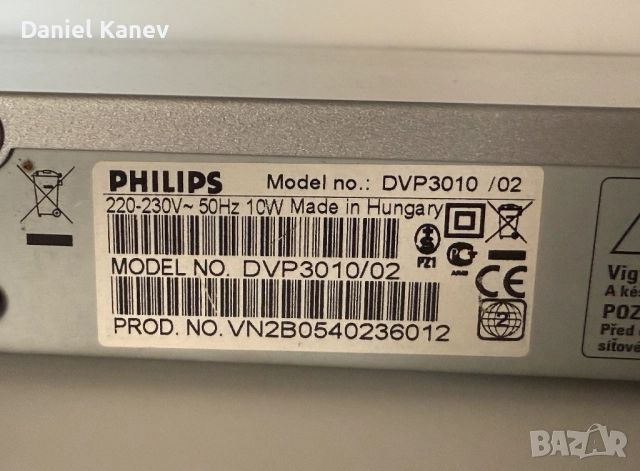 Daniel Kanev
PHILIPS Model no.: DVP3010 /02
220-230V~ 50Hz 10W Made in Hungary
MODEL NO. DVP3010/02
PROD. NO. VN2B0540236012
PZ1
CE
2
Vig
A ké
POZ
Před
síťové
BAZAR